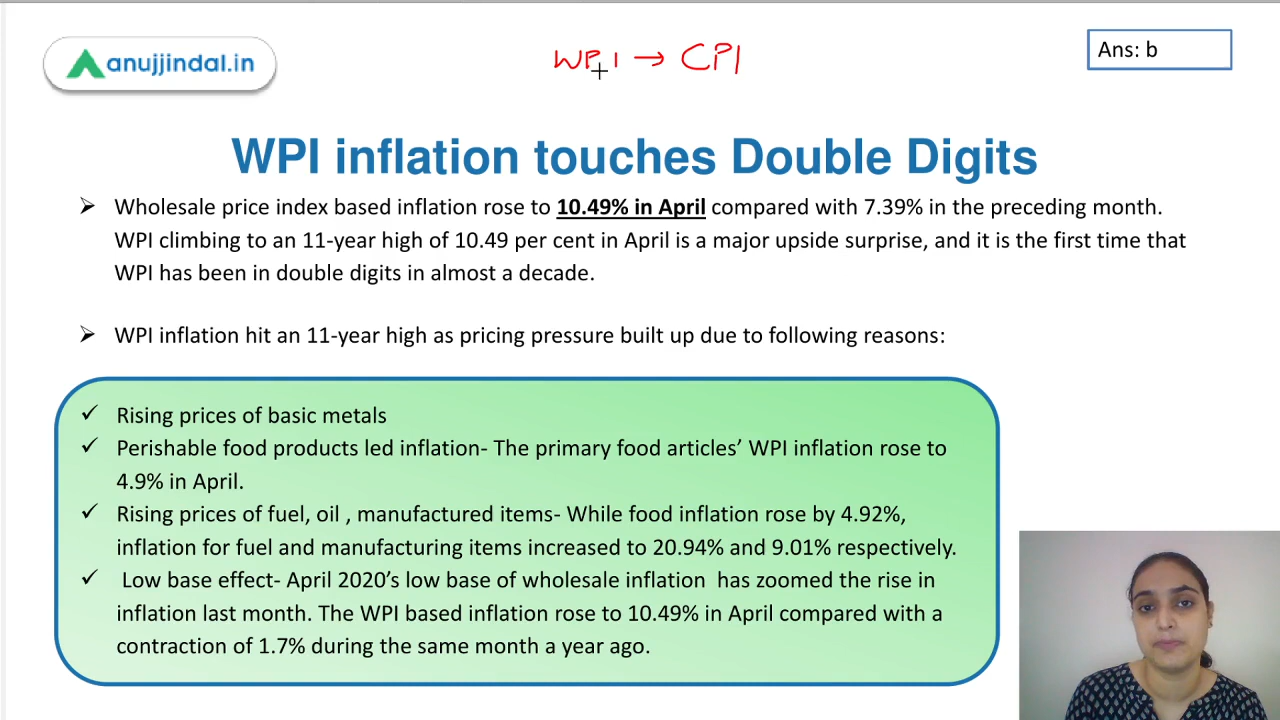 anujjindal.in
WPI → CPI
Ans: b
WPI inflation touches Double Digits
➢ Wholesale price index based inflation rose to 10.49% in April compared with 7.39% in the preceding month.
WPI climbing to an 11-year high of 10.49 per cent in April is a major upside surprise, and it is the first time that
WPI has been in double digits in almost a decade.
➢ WPI inflation hit an 11-year high as pricing pressure built up due to following reasons:
✓ Rising prices of basic metals
✓ Perishable food products led inflation- The primary food articles’ WPI inflation rose to
4.9% in April.
✓ Rising prices of fuel, oil , manufactured items- While food inflation rose by 4.92%,
inflation for fuel and manufacturing items increased to 20.94% and 9.01% respectively.
✓ Low base effect- April 2020’s low base of wholesale inflation has zoomed the rise in
inflation last month. The WPI based inflation rose to 10.49% in April compared with a
contraction of 1.7% during the same month a year ago.